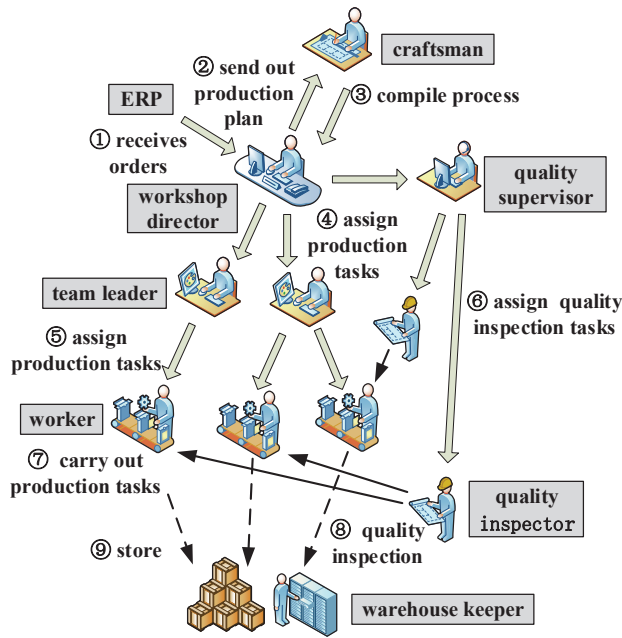 craftsman
② send out
production
plan
③ compile process
ERP
① receives
orders
workshop
director
quality
supervisor
④ assign
production
tasks
team leader
⑥ assign quality
inspection tasks
⑤ assign
production tasks
worker
⑦ carry out
production tasks
quality
inspector
⑧ quality
inspection
⑨ store
warehouse keeper